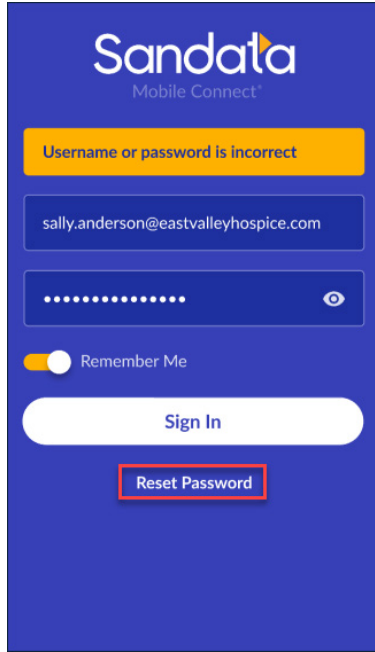 Sandata
Mobile Connect
Username or password is incorrect
sally.anderson@eastvalleyhospice.com
•••••••••••••••
Remember Me
Sign In
Reset Password